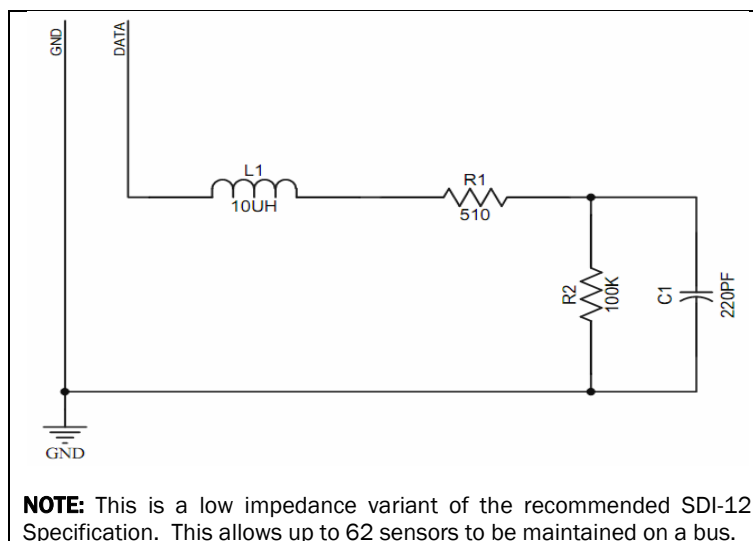 GND
DATA
L1
10UH
R1
510
R2
100K
C1
220PF
GND
NOTE: This is a low impedance variant of the recommended SDI-12
Specification. This allows up to 62 sensors to be maintained on a bus.